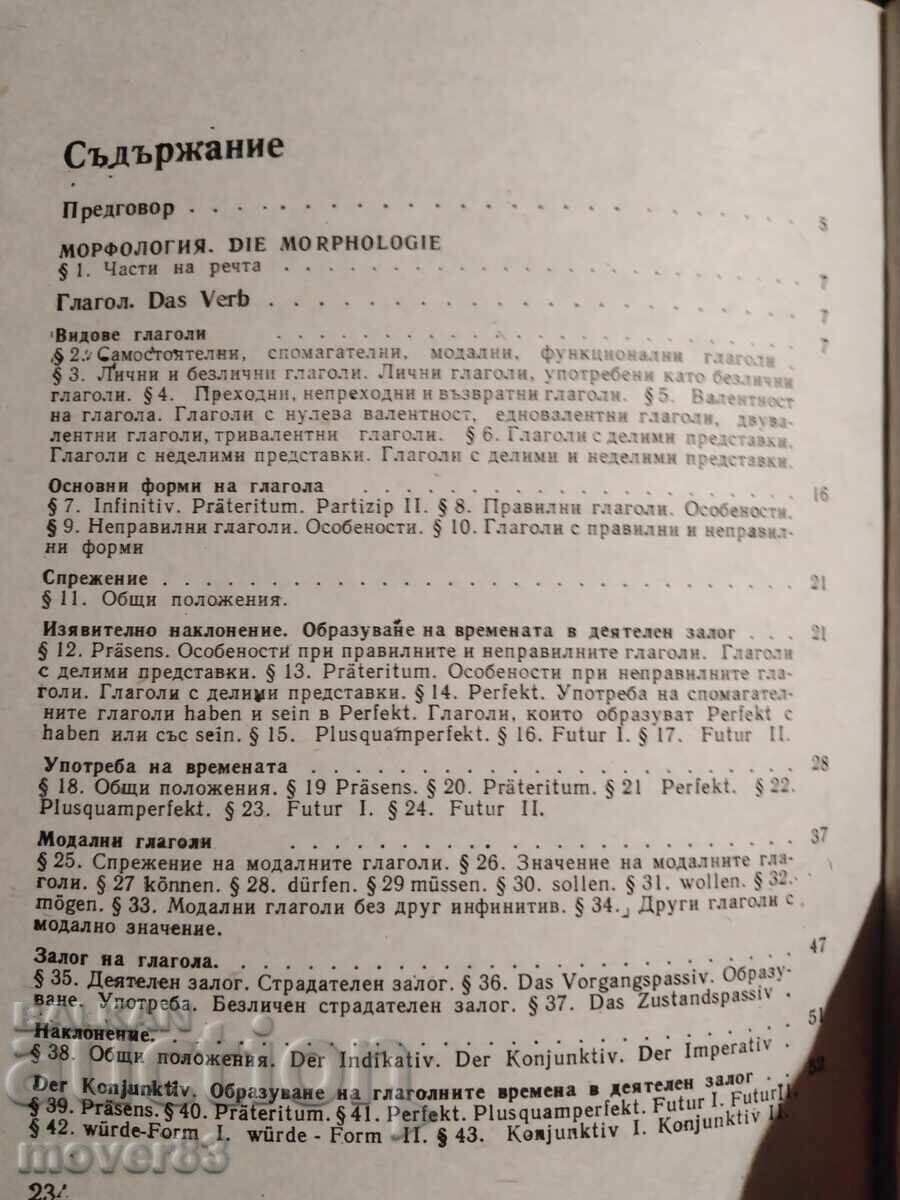 Съдържание
Предговор . . . . . . . . . . . . . . . . . . . 5
МОРФОЛОГИЯ. DIE MORPHOLOGIE
§ 1. Части на речта . . . . . . . . . . . . . . . . 7
Глагол. Das Verb . . . . . . . . . . . . . . . . 7
Видове глаголи . . . . . . . . . . . . . . . . 7
§ 2. Самостоятелни, спомагателни, модални, функционални глаголи .
§ 3. Лични и безлични глаголи. Лични глаголи, употребени като безлични
глаголи. § 4. Преходни, непреходни и възвратни глаголи. § 5. Валентност
на глагола. Глаголи с нулева валентност, едновалентни глаголи, двува-
лентни глаголи, тривалентни глаголи. § 6. Глаголи с делими представки.
Глаголи с неделими представки. Глаголи с делими и неделими представки.
Основни форми на глагола . . . . . . . . . . . . . 16
§ 7. Infinitiv. Präteritum. Partizip II. § 8. Правилни глаголи. Особености.
§ 9. Неправилни глаголи. Особености. § 10. Глаголи с правилни и неправил-
ни форми
Спрежение . . . . . . . . . . . . . . . . . . 21
§ 11. Общи положения.
Изявително наклонение. Образуване на времената в деятелен залог . . . 21
§ 12. Präsens. Особености при правилните и неправилните глаголи. Глаголи
с делими представки. § 13. Präteritum. Особености при неправилните гла-
голи. Глаголи с делими представки. § 14. Perfekt. Употреба на спомагател-
ните глаголи haben и sein в Perfekt. Глаголи, които образуват Perfekt с
haben или със sein. § 15. Plusquamperfekt. § 16. Futur I. § 17. Futur II.
Употреба на времената . . . . . . . . . . . . . . 28
§ 18. Общи положения. § 19 Präsens. § 20. Präteritum. § 21 Perfekt. § 22.
Plusquamperfekt. § 23. Futur I. § 24. Futur II.
Модални глаголи . . . . . . . . . . . . . . . . 37
§ 25. Спрежение на модалните глаголи. § 26. Значение на модалните гла-
голи. § 27 können. § 28. dürfen. § 29 müssen. § 30. sollen. § 31. wollen. § 32.
mögen. § 33. Модални глаголи без друг инфинитив. § 34. Други глаголи с
модално значение.
Залог на глагола. . . . . . . . . . . . . . . . . 47
§ 35. Деятелен залог. Страдателен залог. § 36. Das Vorgangspassiv. Образу-
ване. Употреба. Безличен страдателен залог. § 37. Das Zustandspassiv .
Наклонение. . . . . . . . . . . . . . . . . . . 51
§ 38. Общи положения. Der Indikativ. Der Konjunktiv. Der Imperativ .
Der Konjunktiv. Образуване на глаголните времена в деятелен залог . . 52
§ 39. Präsens. § 40. Präteritum. § 41. Perfekt. Plusquamperfekt. Futur I. Futur II.
§ 42. würde-Form I. würde - Form II. § 43. Konjunktiv I. Konjunktiv II.
BALKAN
auction
mover83